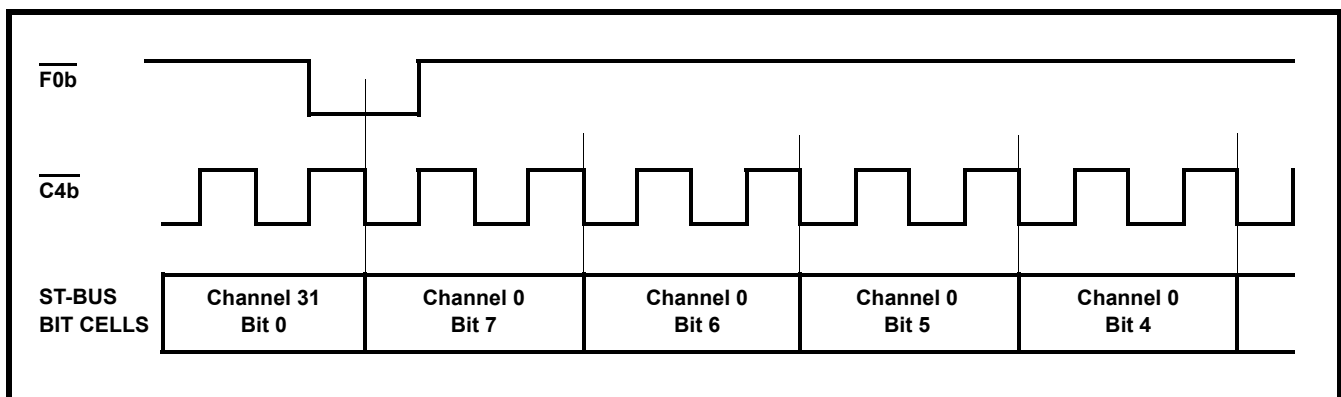 F0b
C4b
ST-BUS
BIT CELLS
Channel 31
Bit 0
Channel 0
Bit 7
Channel 0
Bit 6
Channel 0
Bit 5
Channel 0
Bit 4